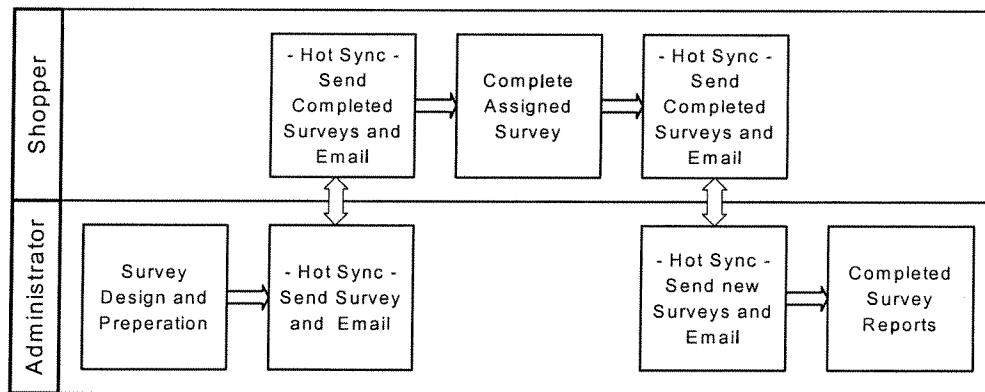 Shopper
- Hot Sync -
Send
Completed
Surveys and
Email
Complete
Assigned
Survey
- Hot Sync -
Send
Completed
Surveys and
Email
Administrator
Survey
Design and
Preperation
- Hot Sync -
Send Survey
and Email
- Hot Sync -
Send new
Surveys and
Email
Completed
Survey
Reports